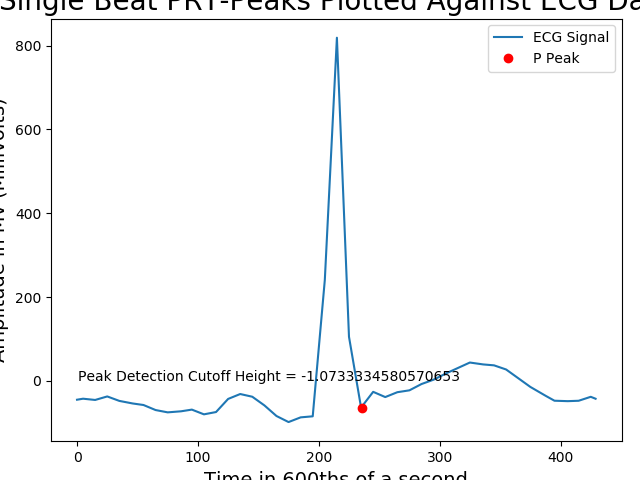 Single Beat PRT-Peaks Plotted Against ECG Da
ECG Signal
P Peak
Amplitude in MV (Millivolts)
800
600
400
200
0
Peak Detection Cutoff Height = -1.0733334580570653
0 100 200 300 400
Time in 600ths of a second